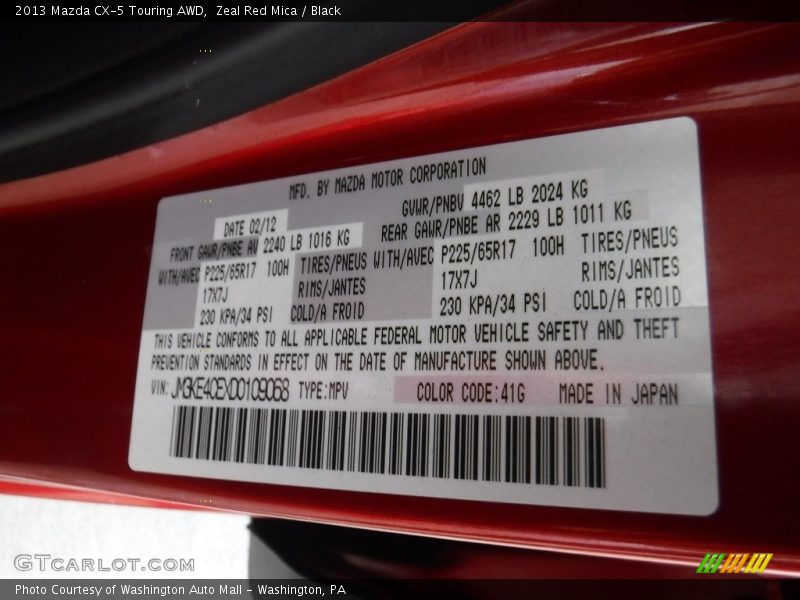 2013 Mazda CX-5 Touring AWD, Zeal Red Mica / Black
MFD. BY MAZDA MOTOR CORPORATION
DATE 02/12 GVWR/PNBV 4462 LB 2024 KG
FRONT GAWR/PNBE AV 2240 LB 1016 KG REAR GAWR/PNBE AR 2229 LB 1011 KG
WITH/AVEC P225/65R17 100H TIRES/PNEUS WITH/AVEC P225/65R17 100H TIRES/PNEUS
17X7J RIMS/JANTES 17X7J RIMS/JANTES
230 KPA/34 PSI COLD/A FROID 230 KPA/34 PSI COLD/A FROID
THIS VEHICLE CONFORMS TO ALL APPLICABLE FEDERAL MOTOR VEHICLE SAFETY AND THEFT
PREVENTION STANDARDS IN EFFECT ON THE DATE OF MANUFACTURE SHOWN ABOVE.
VIN: JM3KE4CEXD0109068 TYPE:MPV COLOR CODE:41G MADE IN JAPAN
GTcarlot.com
Photo Courtesy of Washington Auto Mall - Washington, PA